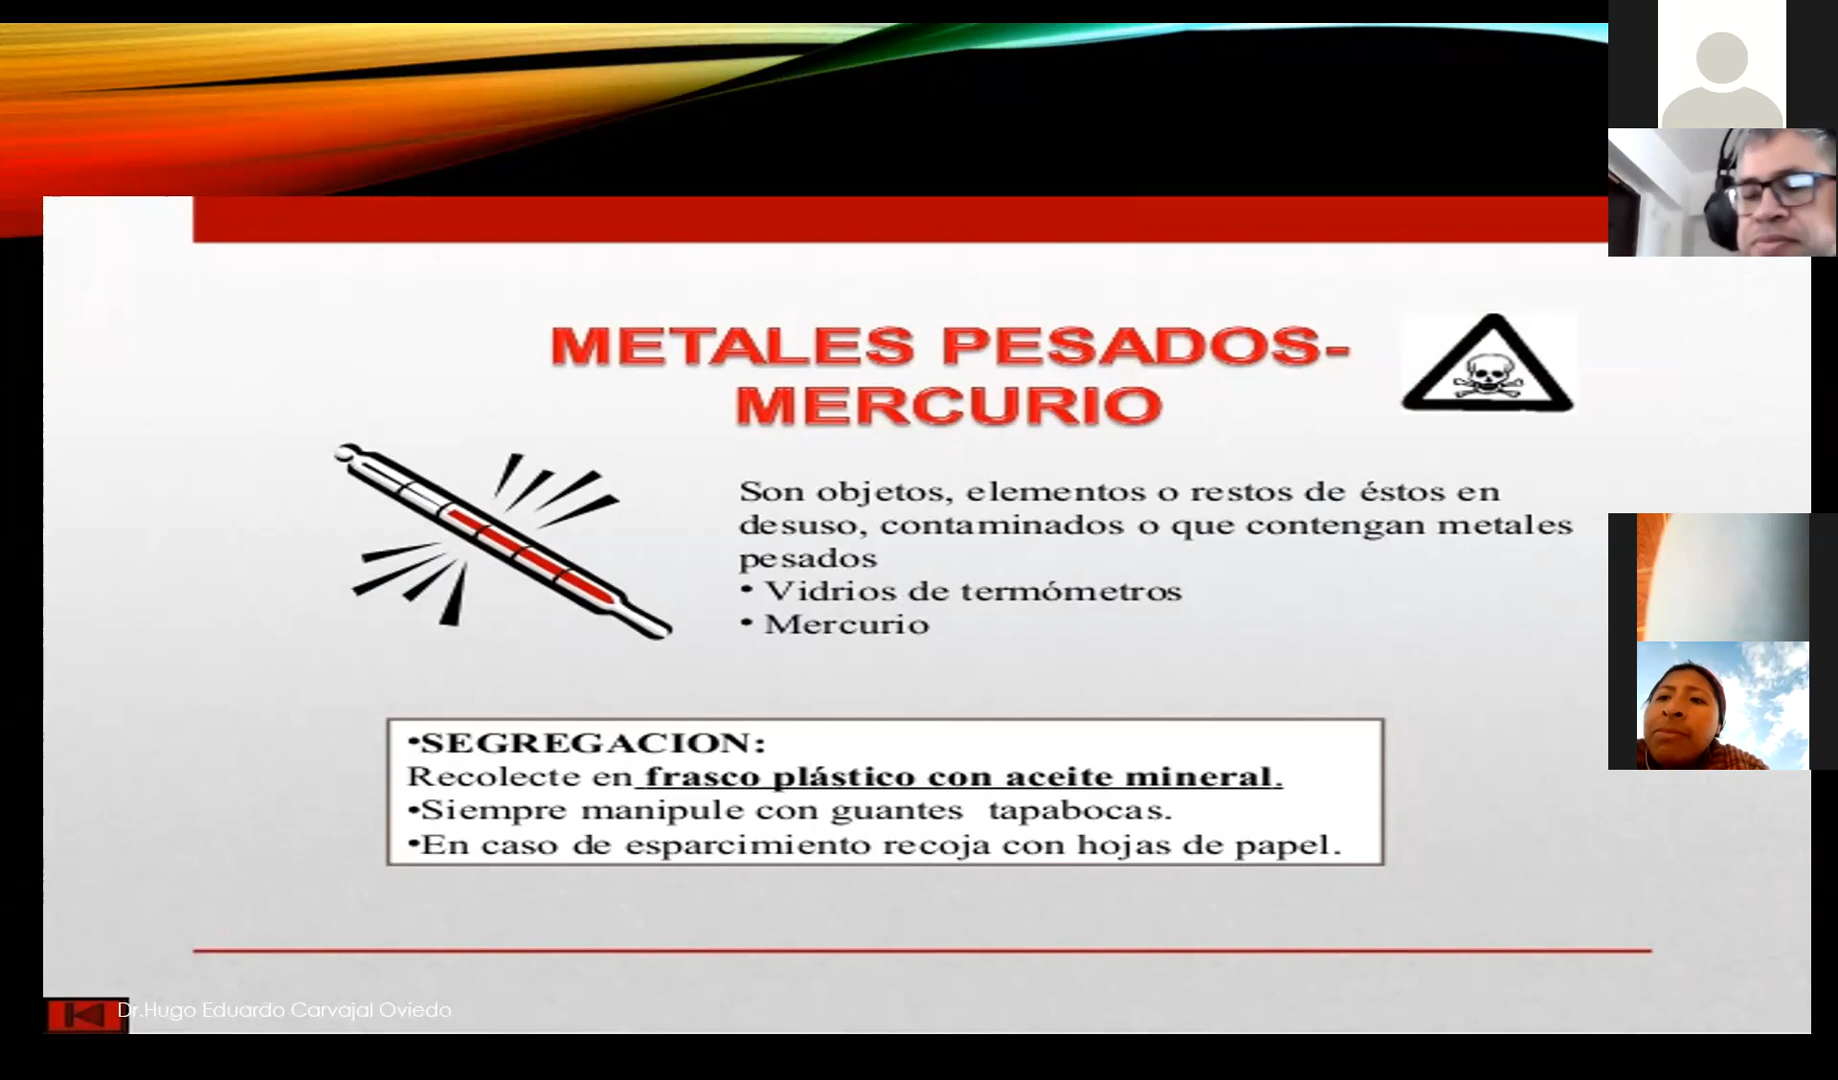 METALES PESADOS-
MERCURIO
Son objetos, elementos o restos de éstos en
desuso, contaminados o que contengan metales
pesados
• Vidrios de termómetros
• Mercurio
•SEGREGACION:
Recolecte en frasco plástico con aceite mineral.
•Siempre manipule con guantes tapabocas.
•En caso de esparcimiento recoja con hojas de papel.
Dr.Hugo Eduardo Carvajal Oviedo